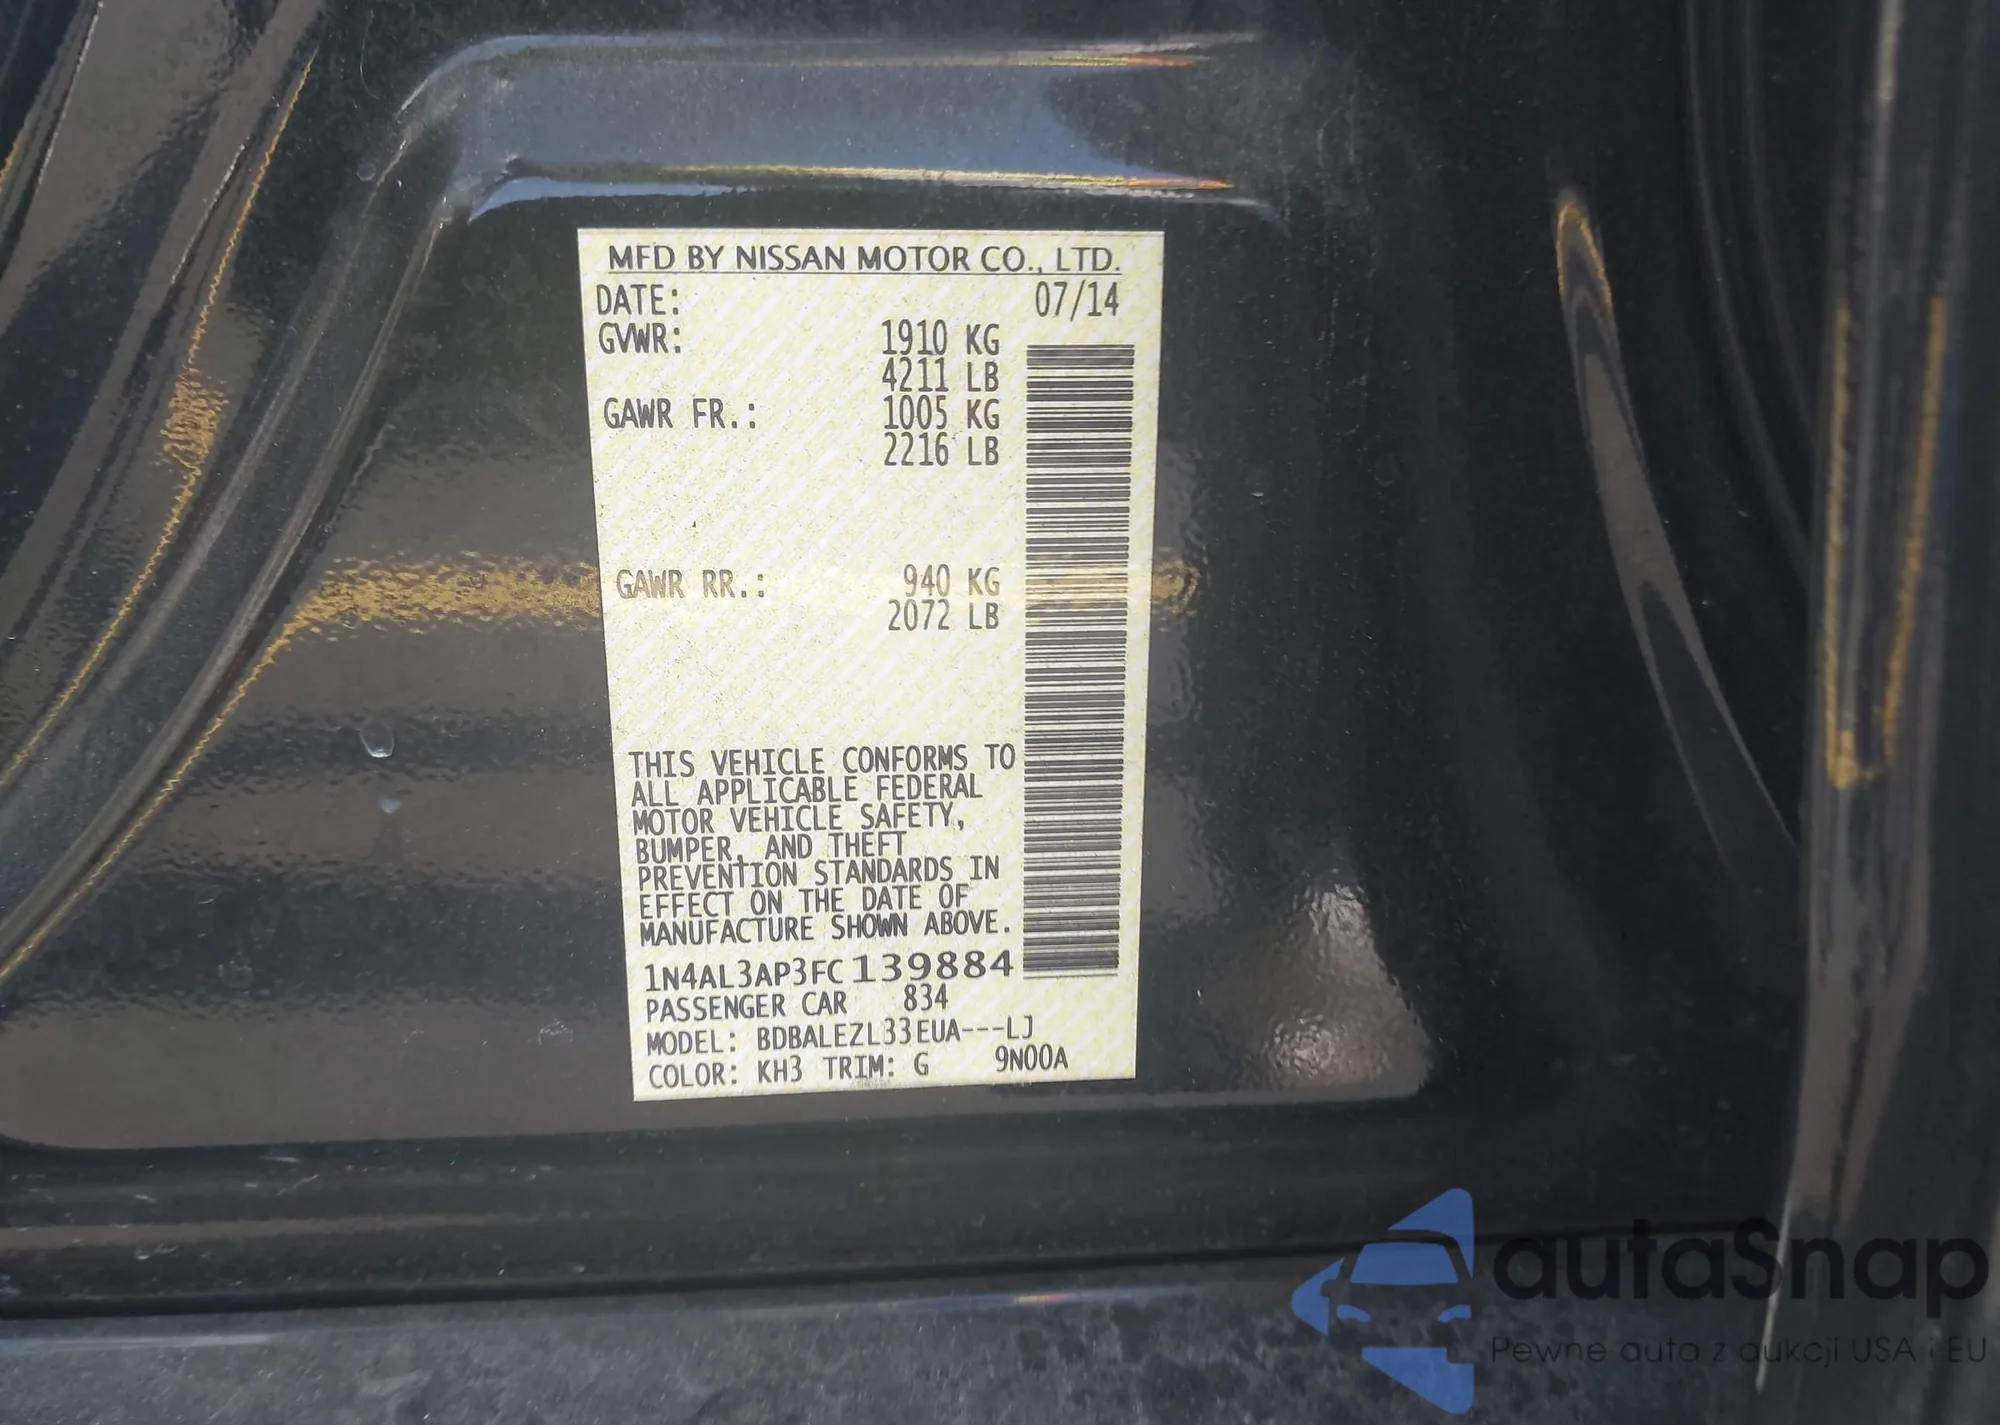 MFD BY NISSAN MOTOR CO., LTD.
DATE: 07/14
GVWR: 1910 KG
4211 LB
GAWR FR.: 1005 KG
2216 LB
GAWR RR.: 940 KG
2072 LB
THIS VEHICLE CONFORMS TO
ALL APPLICABLE FEDERAL
MOTOR VEHICLE SAFETY,
BUMPER, AND THEFT
PREVENTION STANDARDS IN
EFFECT ON THE DATE OF
MANUFACTURE SHOWN ABOVE.
1N4AL3AP3FC139884
PASSENGER CAR 834
MODEL: BDBALEZL33EUA---LJ
COLOR: KH3 TRIM: G 9N00A
autaSnap
Pewne auta z aukcji USA i EU